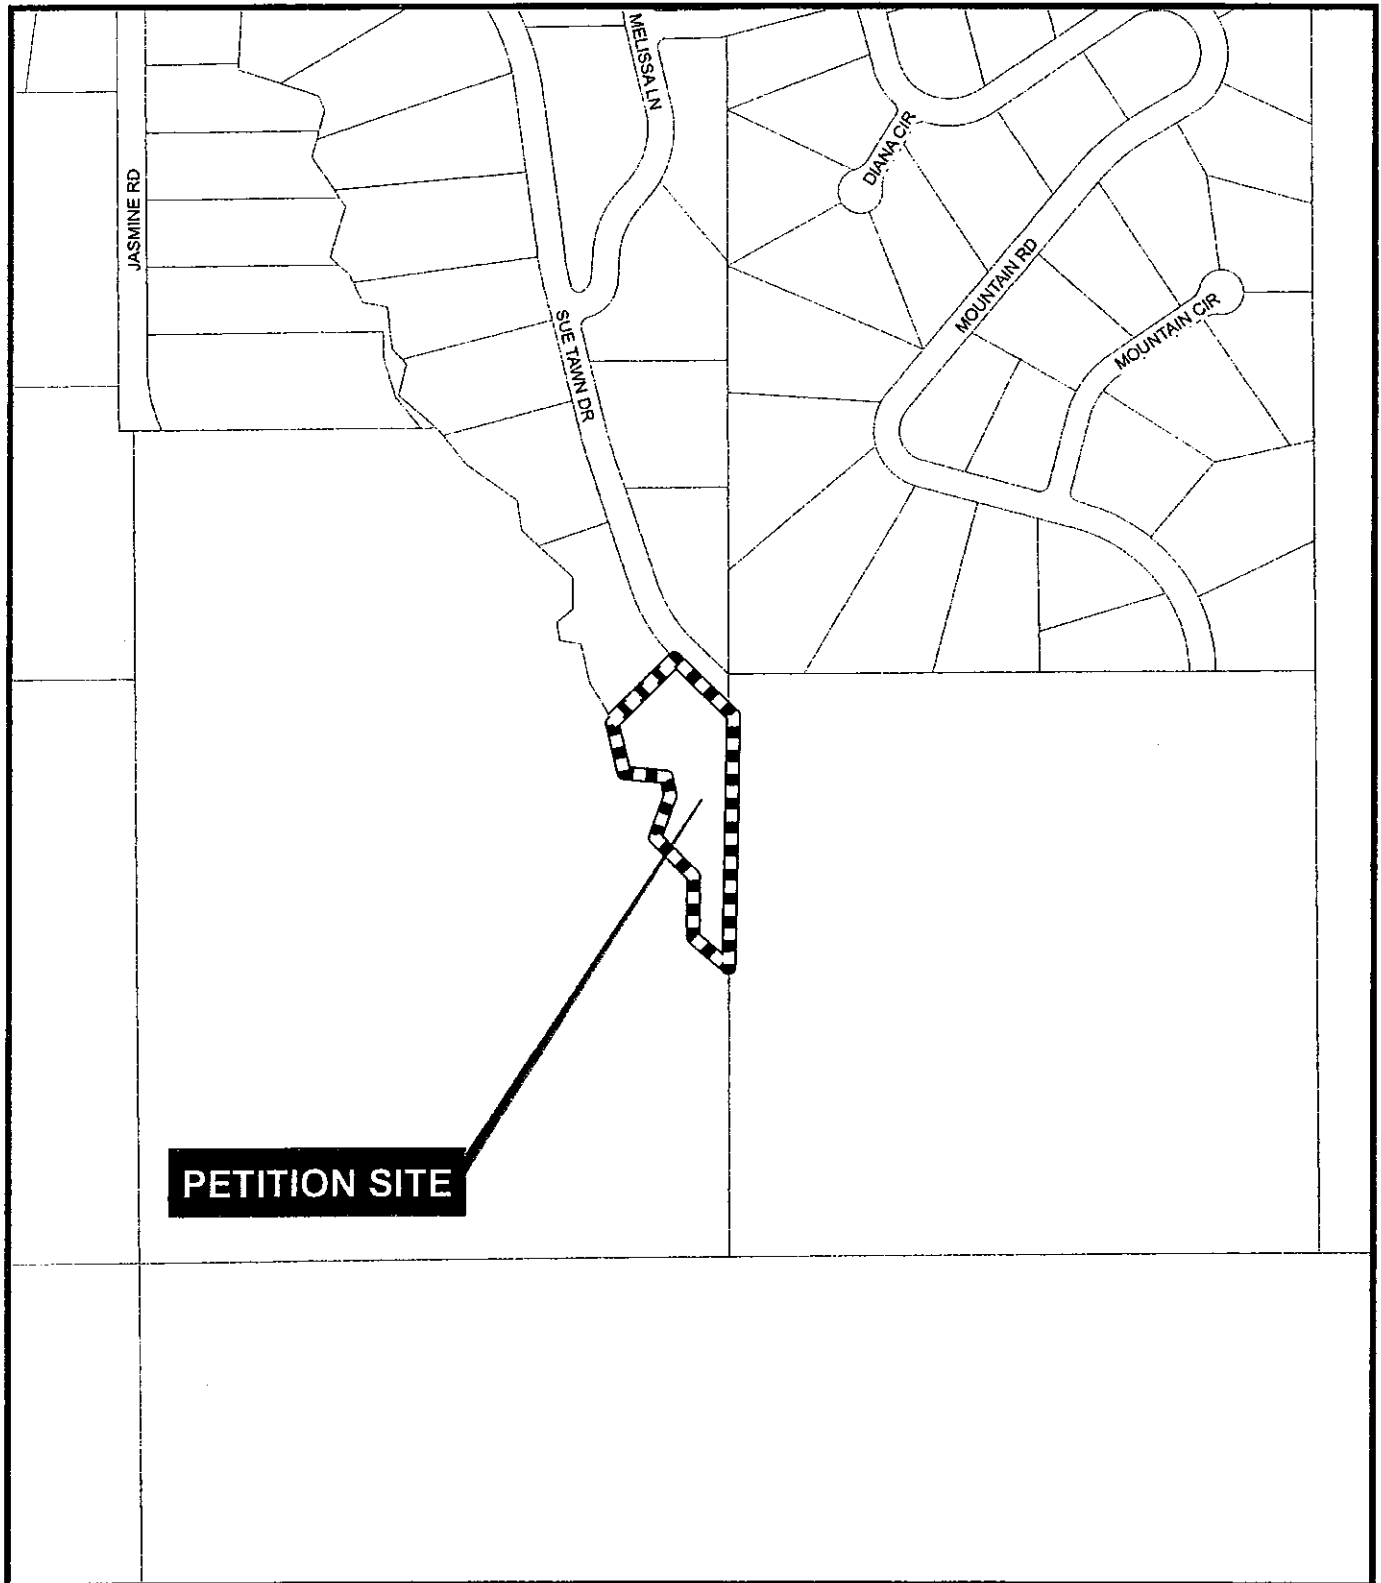 MELISSA LN
DIANA CIR
JASMINE RD
MOUNTAIN RD
MOUNTAIN CIR
SUE TAWN DR
PETITION SITE